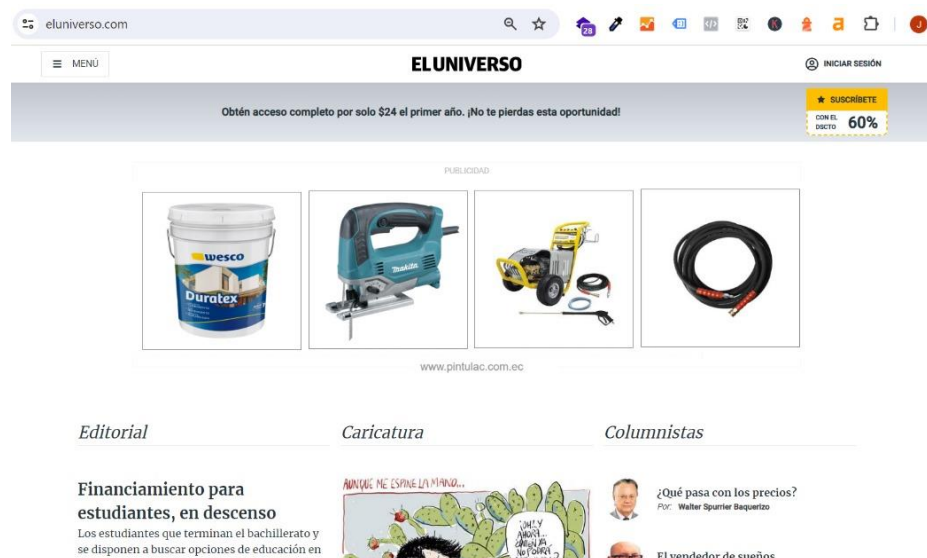 eluniverso.com
28
J
MENÚ
EL UNIVERSO
INICIAR SESIÓN
Obtén acceso completo por solo $24 el primer año. ¡No te pierdas esta oportunidad!
SUSCRÍBETE
CON EL
DSCTO
60%
PUBLICIDAD
wesco
Duratex
makita
www.pintulac.com.ec
Editorial
Caricatura
Columnistas
Financiamiento para
estudiantes, en descenso
Los estudiantes que terminan el bachillerato y
se disponen a buscar opciones de educación en
AUNQUE ME ESPINE LA MANO...
¿Qué pasa con los precios?
Por: Walter Spurrier Baquerizo
El vendedor de sueños